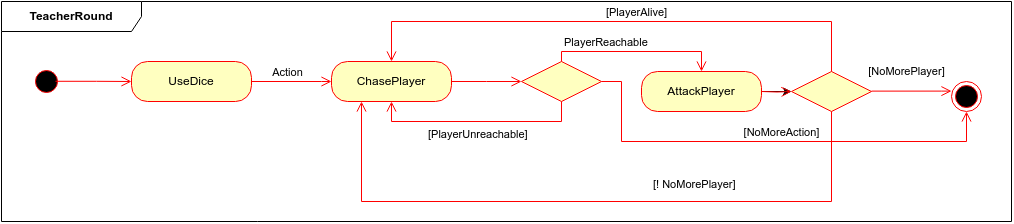 TeacherRound
[PlayerAlive]
PlayerReachable
Action
[NoMorePlayer]
UseDice
ChasePlayer
AttackPlayer
[PlayerUnreachable]
[NoMoreAction]
[! NoMorePlayer]